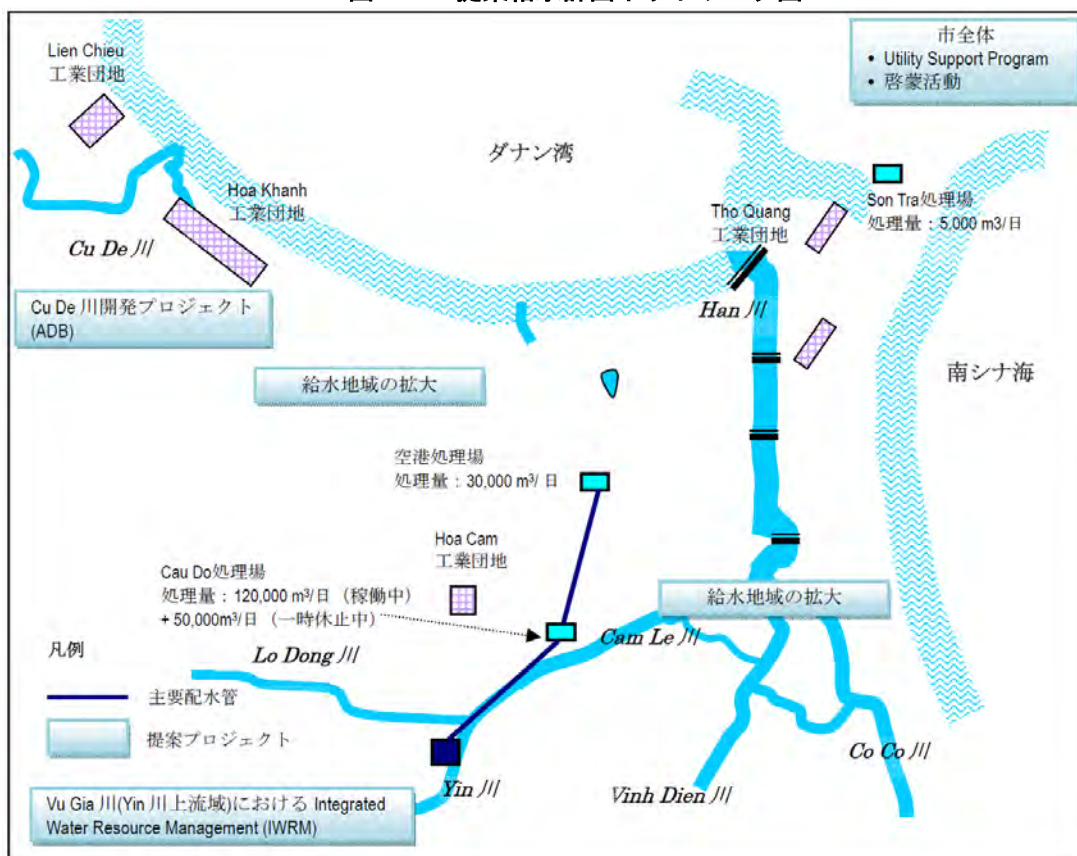 Lien Chieu
工業団地
市全体
• Utility Support Program
• 啓蒙活動
ダナン湾
Hoa Khanh
工業団地
Tho Quang
工業団地
Son Tra処理場
処理量：5,000 m3/日
Cu De 川
Han 川
Cu De 川開発プロジェクト
(ADB)
給水地域の拡大
南シナ海
空港処理場
処理量：30,000 m³/ 日
Hoa Cam
工業団地
Cau Do処理場
処理量：120,000 m³/日（稼働中）
+ 50,000m³/日（一時休止中）
給水地域の拡大
Cam Le 川
凡例
Lo Dong 川
主要配水管
提案プロジェクト
Yin 川
Vinh Dien 川
Co Co 川
Vu Gia 川(Yin 川上流域)における Integrated
Water Resource Management (IWRM)